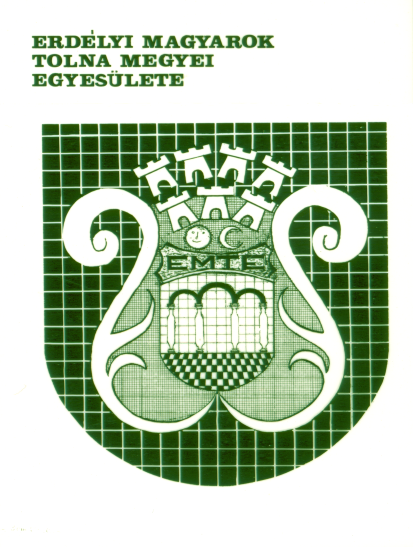 ERDÉLYI MAGYAROK
TOLNA MEGYEI
EGYESÜLETE
EMTE